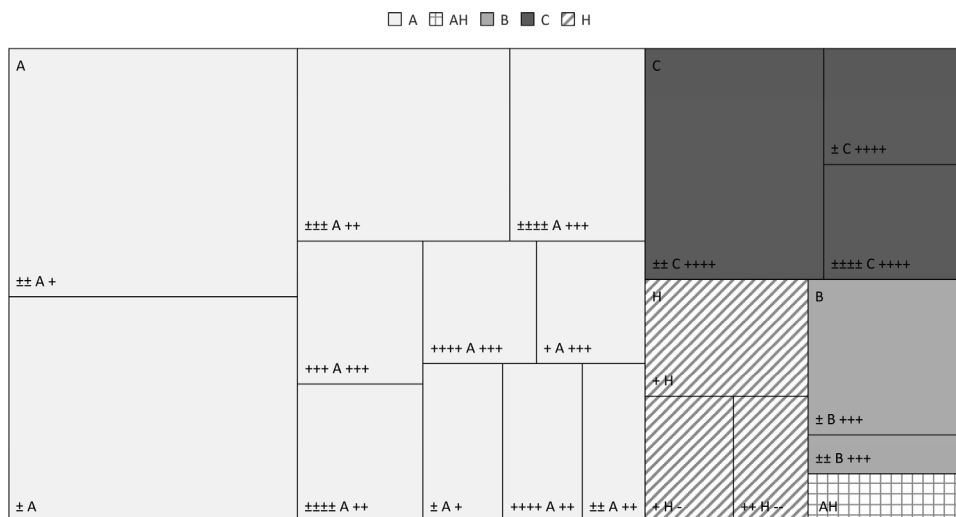 A AH B C H
A
±± A +
± A
±±± A ++
±±±± A +++
+++ A +++
++++ A +++
+ A +++
±±±± A ++
± A +
++++ A ++
±± A ++
C
±± C ++++
± C ++++
±±±± C ++++
H
+ H
+ H -
++ H --
B
± B +++
±± B +++
AH